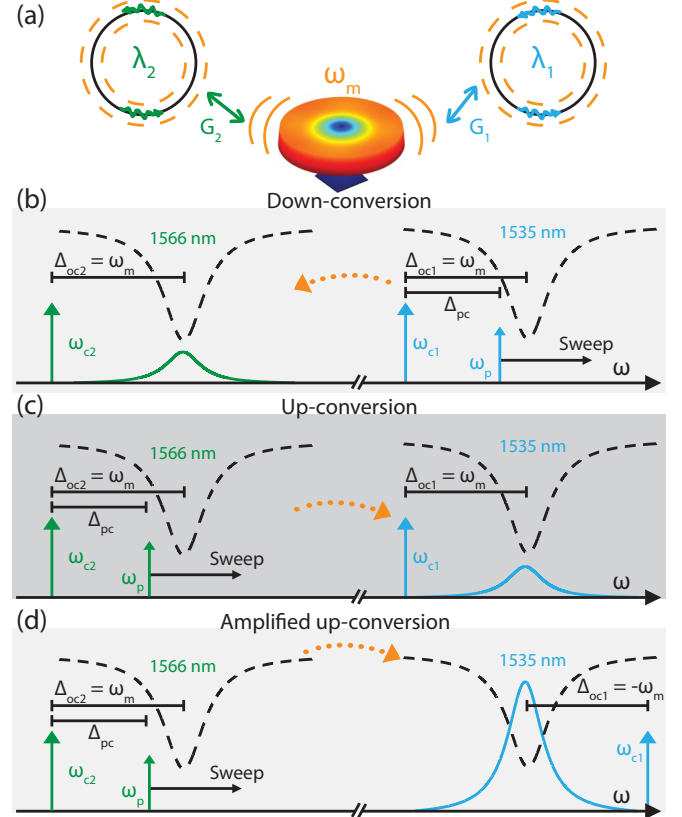 (a)
λ2
ωm
λ1
G2
G1
(b)
Down-conversion
1566 nm
1535 nm
Δoc2 = ωm
Δoc1 = ωm
Δpc
ωc2
ωc1
ωp
Sweep
ω
(c)
Up-conversion
1566 nm
1535 nm
Δoc2 = ωm
Δoc1 = ωm
Δpc
ωc2
ωp
Sweep
ωc1
ω
(d)
Amplified up-conversion
1566 nm
1535 nm
Δoc2 = ωm
Δoc1 = -ωm
Δpc
ωc2
ωp
Sweep
ωc1
ω